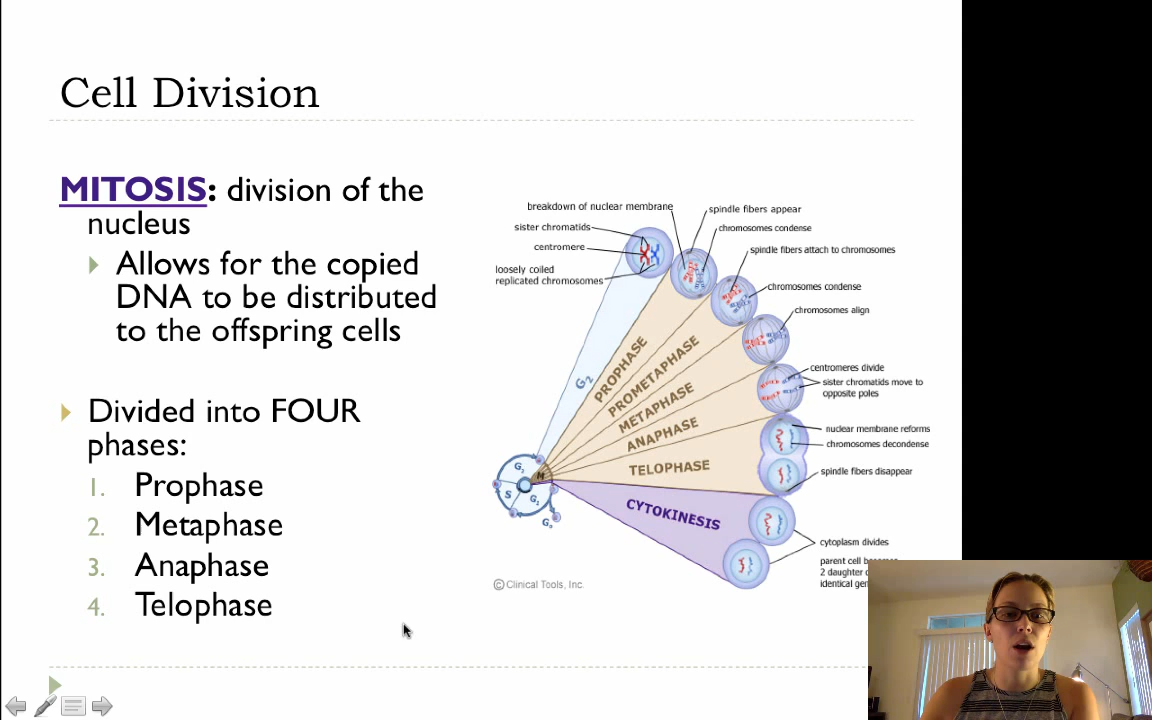 Cell Division
MITOSIS: division of the
nucleus
Allows for the copied
DNA to be distributed
to the offspring cells
Divided into FOUR
phases:
1. Prophase
2. Metaphase
3. Anaphase
4. Telophase
breakdown of nuclear membrane
sister chromatids
centromere
loosely coiled
replicated chromosomes
spindle fibers appear
chromosomes condense
spindle fibers attach to chromosomes
chromosomes condense
chromosomes align
centromeres divide
sister chromatids move to
opposite poles
nuclear membrane reforms
chromosomes decondense
spindle fibers disappear
cytoplasm divides
parent cell
2 daughter
identical
G2
PROPHASE
PROMETAPHASE
METAPHASE
ANAPHASE
TELOPHASE
CYTOKINESIS
G2
M
S
G1
G0
© Clinical Tools, Inc.